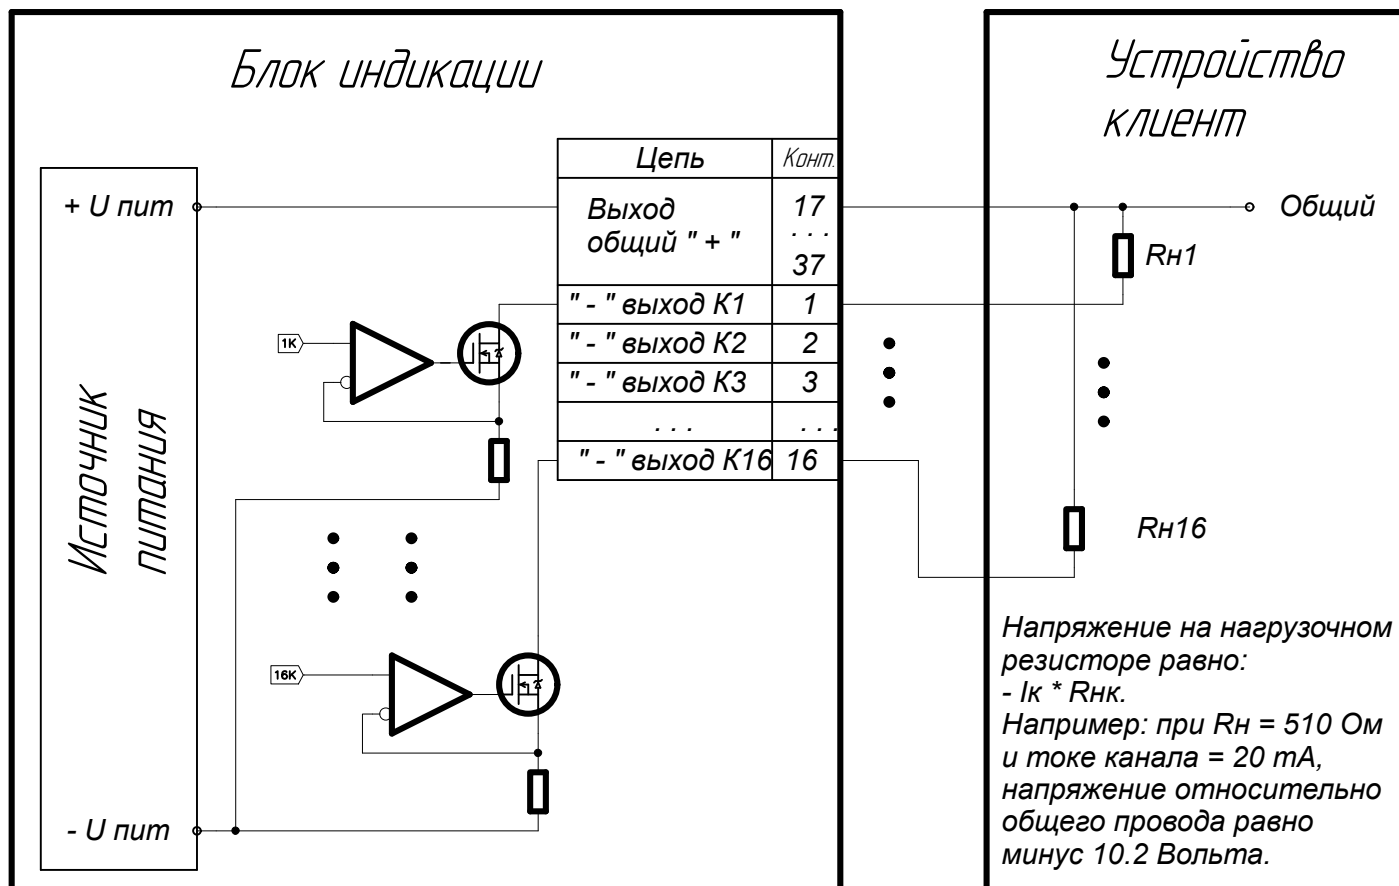 Блок индикации
Устройство
клиент
Источник
питания
+ U пит
- U пит
Цепь Конт.
Выход
общий " + "
17
. . .
37
" - " выход К1 1
" - " выход К2 2
" - " выход К3 3
. . . . . .
" - " выход К16 16
1K
16K
Общий
Rн1
Rн16
Напряжение на нагрузочном
резисторе равно:
- Iк * Rнк.
Например: при Rн = 510 Ом
и токе канала = 20 mA,
напряжение относительно
общего провода равно
минус 10.2 Вольта.